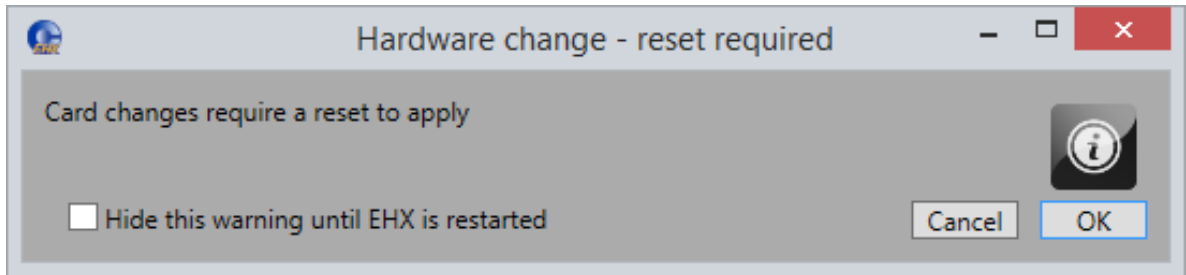 EHX
Hardware change - reset required
Card changes require a reset to apply
Hide this warning until EHX is restarted
Cancel
OK